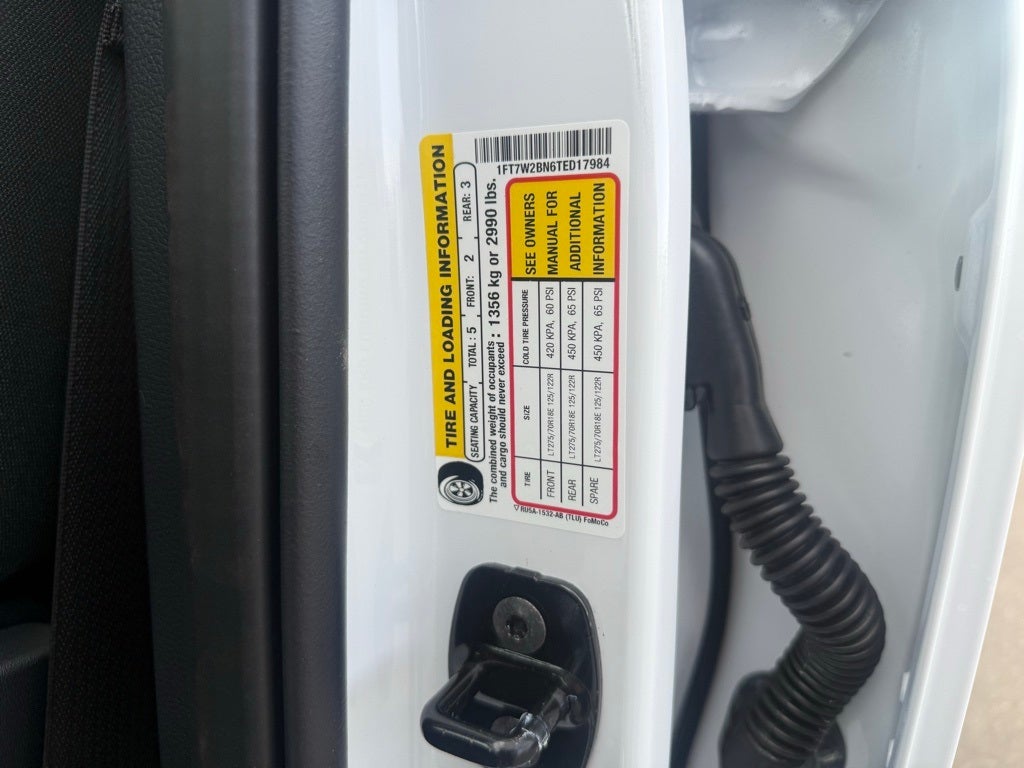 1FT7W2BN6TED17984
TIRE AND LOADING INFORMATION
SEATING CAPACITY TOTAL: 5 FRONT: 2 REAR: 3
The combined weight of occupants and cargo should never exceed : 1356 kg or 2990 lbs.
TIRE SIZE COLD TIRE PRESSURE
FRONT LT275/70R18E 125/122R 420 KPA, 60 PSI
REAR LT275/70R18E 125/122R 450 KPA, 65 PSI
SPARE LT275/70R18E 125/122R 450 KPA, 65 PSI
SEE OWNERS
MANUAL FOR
ADDITIONAL
INFORMATION
RU5A-1532-AB (TLU) FoMoCo